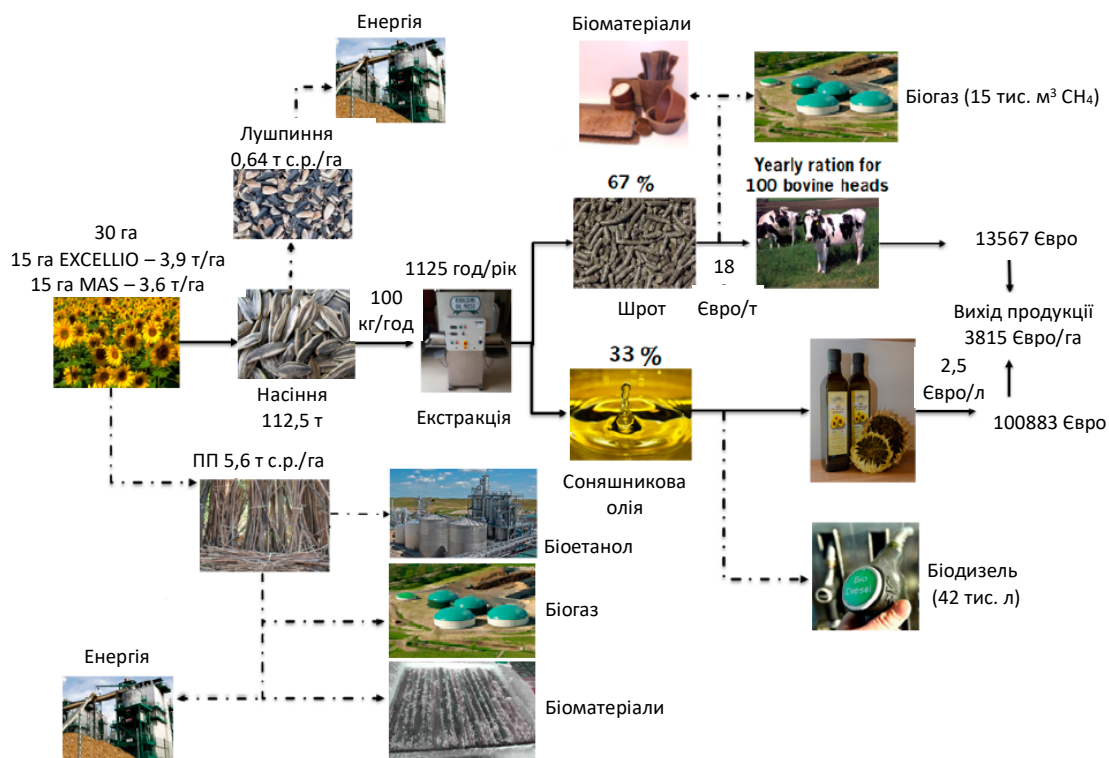 Енергія
Біоматеріали
Біогаз (15 тис. м³ CH₄)
Лушпиння
0,64 т с.р./га
67 %
Yearly ration for
100 bovine heads
30 га
15 га EXCELLIO – 3,9 т/га
15 га MAS – 3,6 т/га
1125 год/рік
100
кг/год
18
Євро/т
Шрот
13567 Євро
Вихід продукції
3815 Євро/га
33 %
2,5
Євро/л
Насіння
112,5 т
Екстракція
100883 Євро
ПП 5,6 т с.р./га
Соняшникова
олія
Біоетанол
Біодизель
(42 тис. л)
Bio
Diesel
Біогаз
Енергія
Біоматеріали